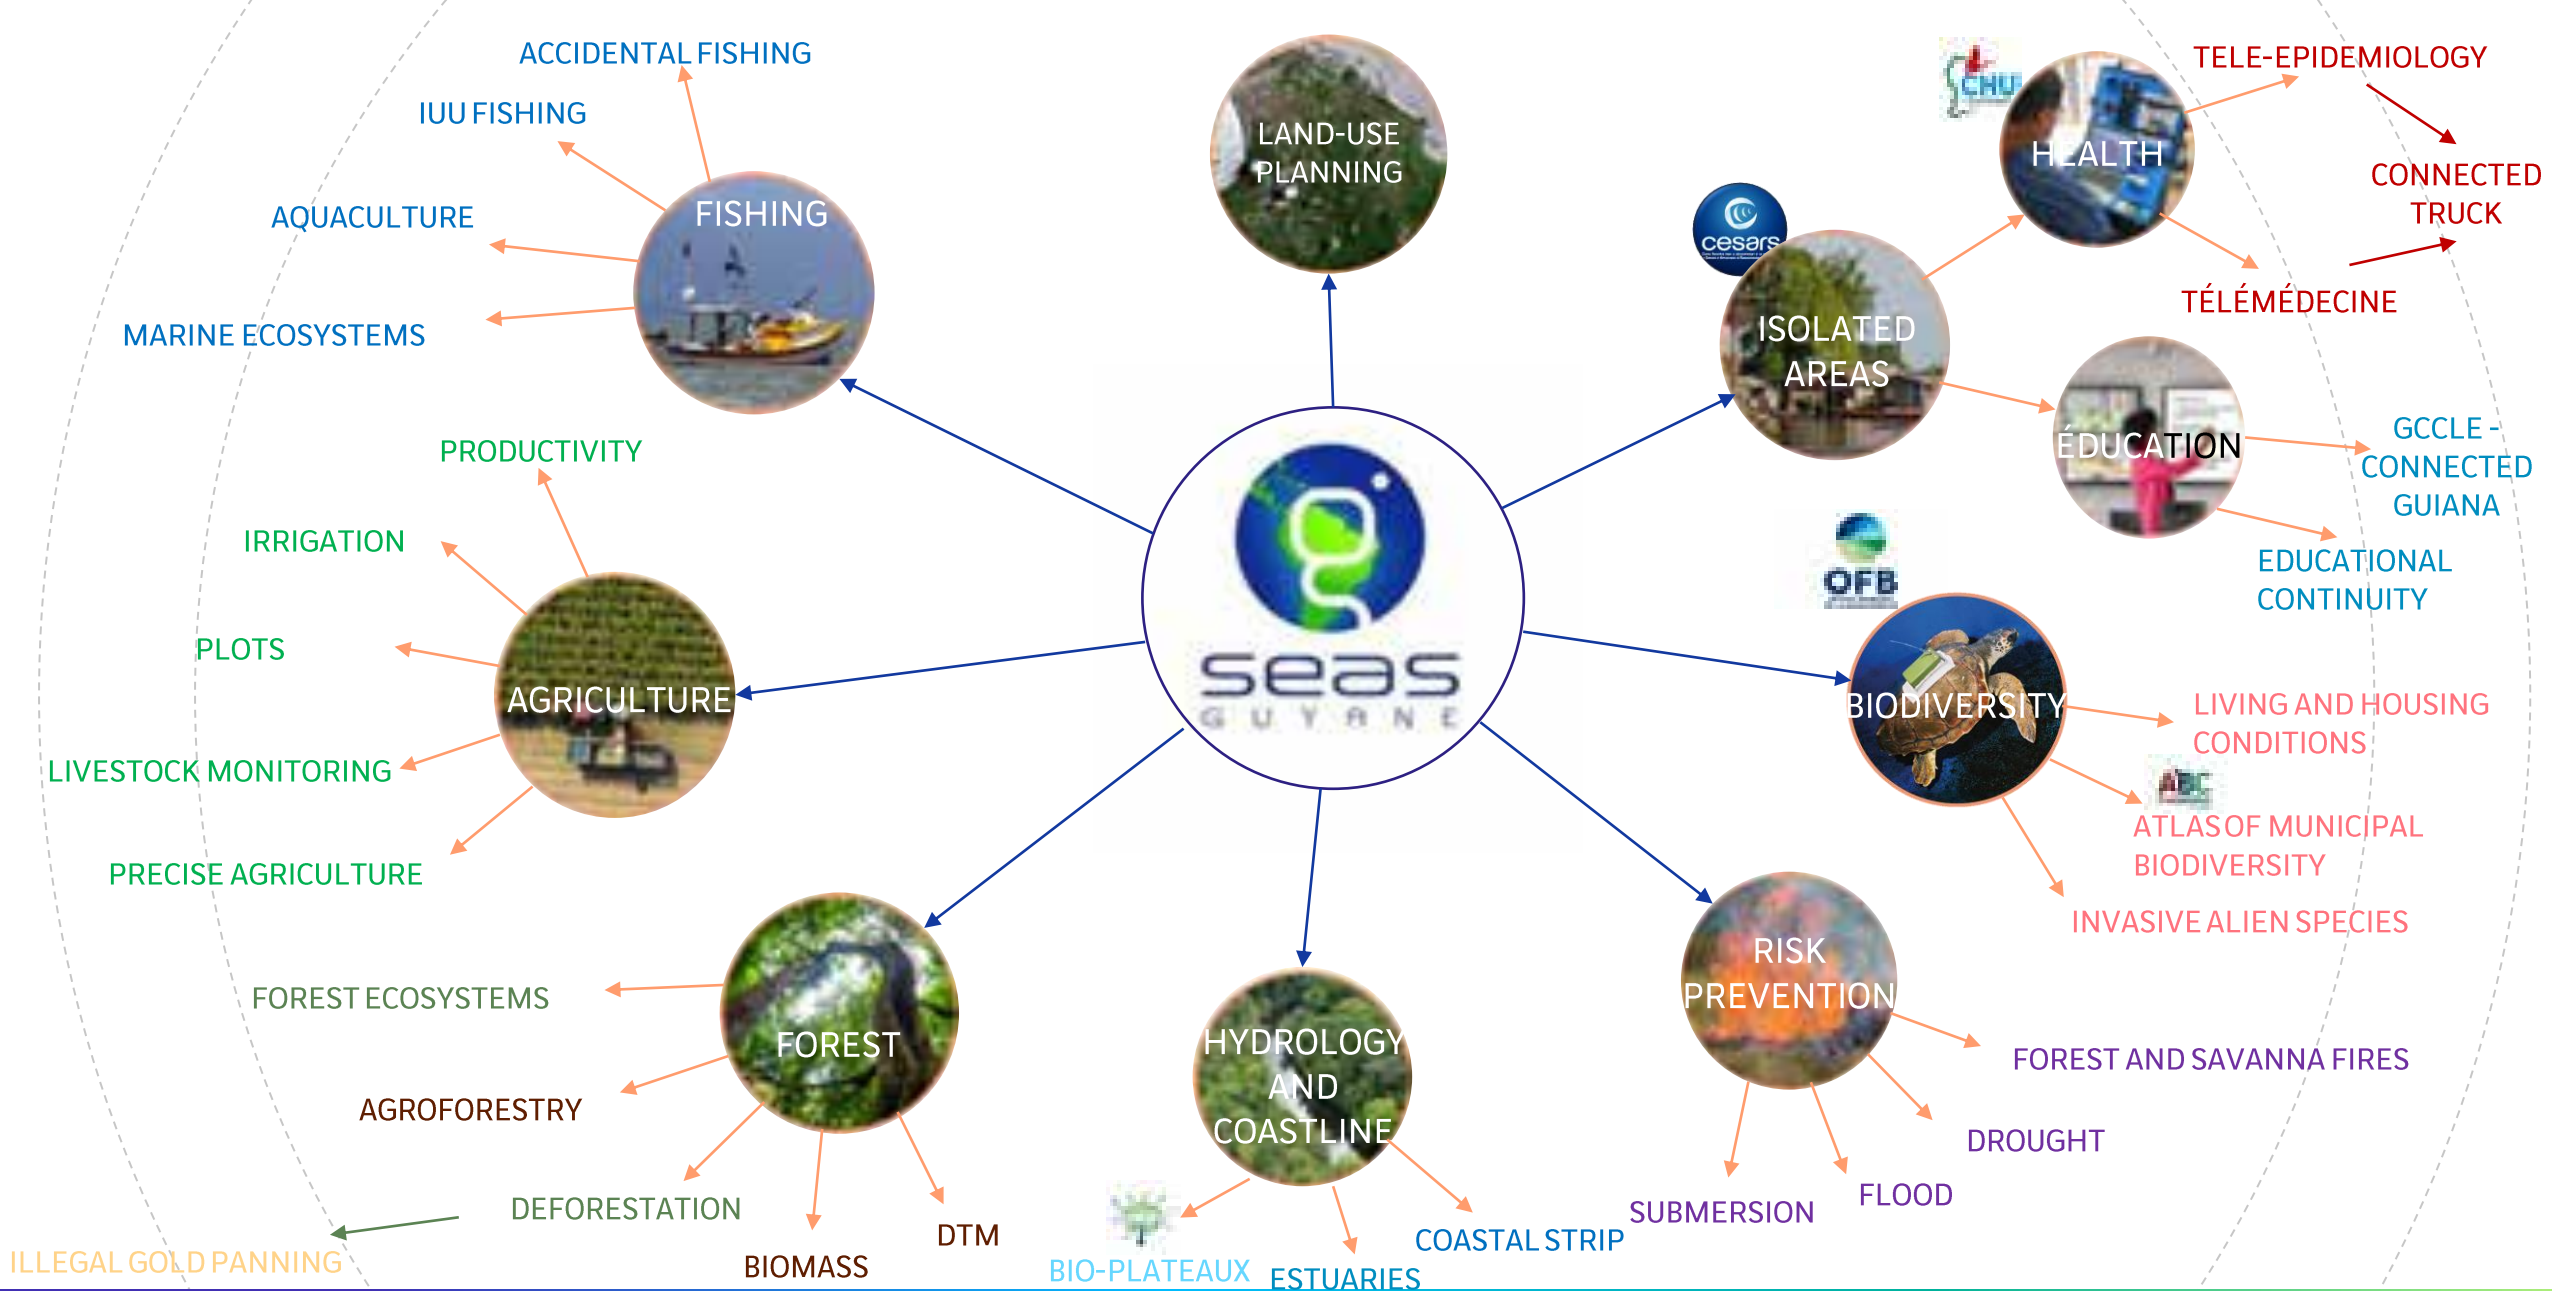 ACCIDENTAL FISHING
IUU FISHING
AQUACULTURE
MARINE ECOSYSTEMS
FISHING
LAND-USE
PLANNING
CHU
HEALTH
TELE-EPIDEMIOLOGY
CONNECTED
TRUCK
TÉLÉMÉDECINE
cesars
ISOLATED
AREAS
ÉDUCATION
GCCLE -
CONNECTED
GUIANA
EDUCATIONAL
CONTINUITY
PRODUCTIVITY
IRRIGATION
PLOTS
AGRICULTURE
LIVESTOCK MONITORING
PRECISE AGRICULTURE
seas
GUYANE
OFB
BIODIVERSITY
LIVING AND HOUSING
CONDITIONS
ABC
ATLAS OF MUNICIPAL
BIODIVERSITY
INVASIVE ALIEN SPECIES
FOREST ECOSYSTEMS
FOREST
AGROFORESTRY
DEFORESTATION
ILLEGAL GOLD PANNING
BIOMASS
DTM
HYDROLOGY
AND
COASTLINE
BIO-PLATEAUX
ESTUARIES
COASTAL STRIP
RISK
PREVENTION
FOREST AND SAVANNA FIRES
DROUGHT
FLOOD
SUBMERSION